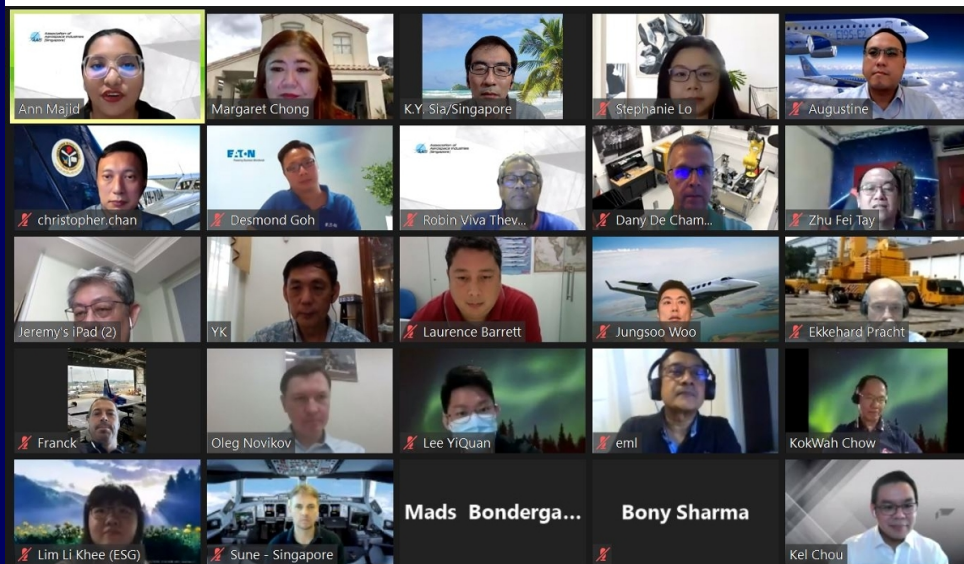 Association of
Aerospace Industries
(Singapore)
Ann Majid
Margaret Chong
K.Y. Sia/Singapore
Stephanie Lo
Augustine
christopher.chan
EATON
Desmond Goh
Association of
Aerospace Industries
(Singapore)
Robin Viva Thev...
Dany De Cham...
Zhu Fei Tay
Jeremy's iPad (2)
YK
Laurence Barrett
Jungsoo Woo
Ekkehard Pracht
Franck
Oleg Novikov
Lee YiQuan
eml
KokWah Chow
Lim Li Khee (ESG)
Sune - Singapore
Mads Bonderga...
Bony Sharma
Kel Chou